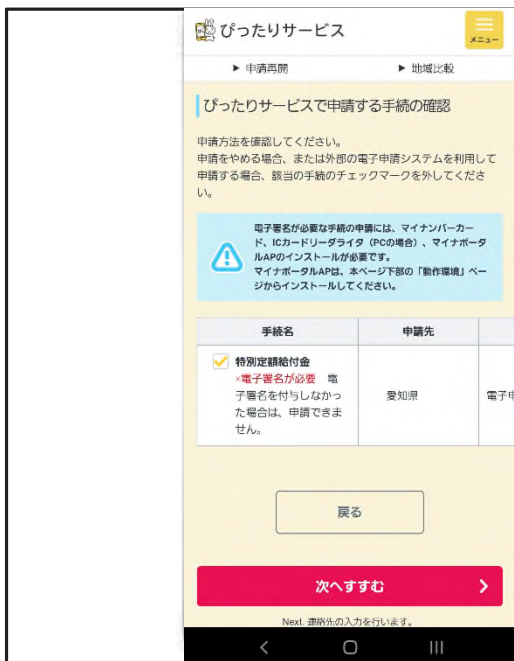 ぴったりサービス
メニュー
▶ 申請再開
▶ 地域比較
ぴったりサービスで申請する手続の確認
申請方法を確認してください。
申請をやめる場合、または外部の電子申請システムを利用して
申請する場合、該当の手続のチェックマークを外してくださ
い。
電子署名が必要な手続の申請には、マイナンバーカー
ド、ICカードリーダライタ（PCの場合）、マイナポータ
ルAPのインストールが必要です。
マイナポータルAPは、本ページ下部の「動作環境」ペー
ジからインストールしてください。
手続名
申請先
特別定額給付金
×電子署名が必要 電
子署名を付与しなかっ
た場合は、申請できま
せん。
愛知県
電子申
戻る
次へすすむ
Next. 連絡先の入力を行います。